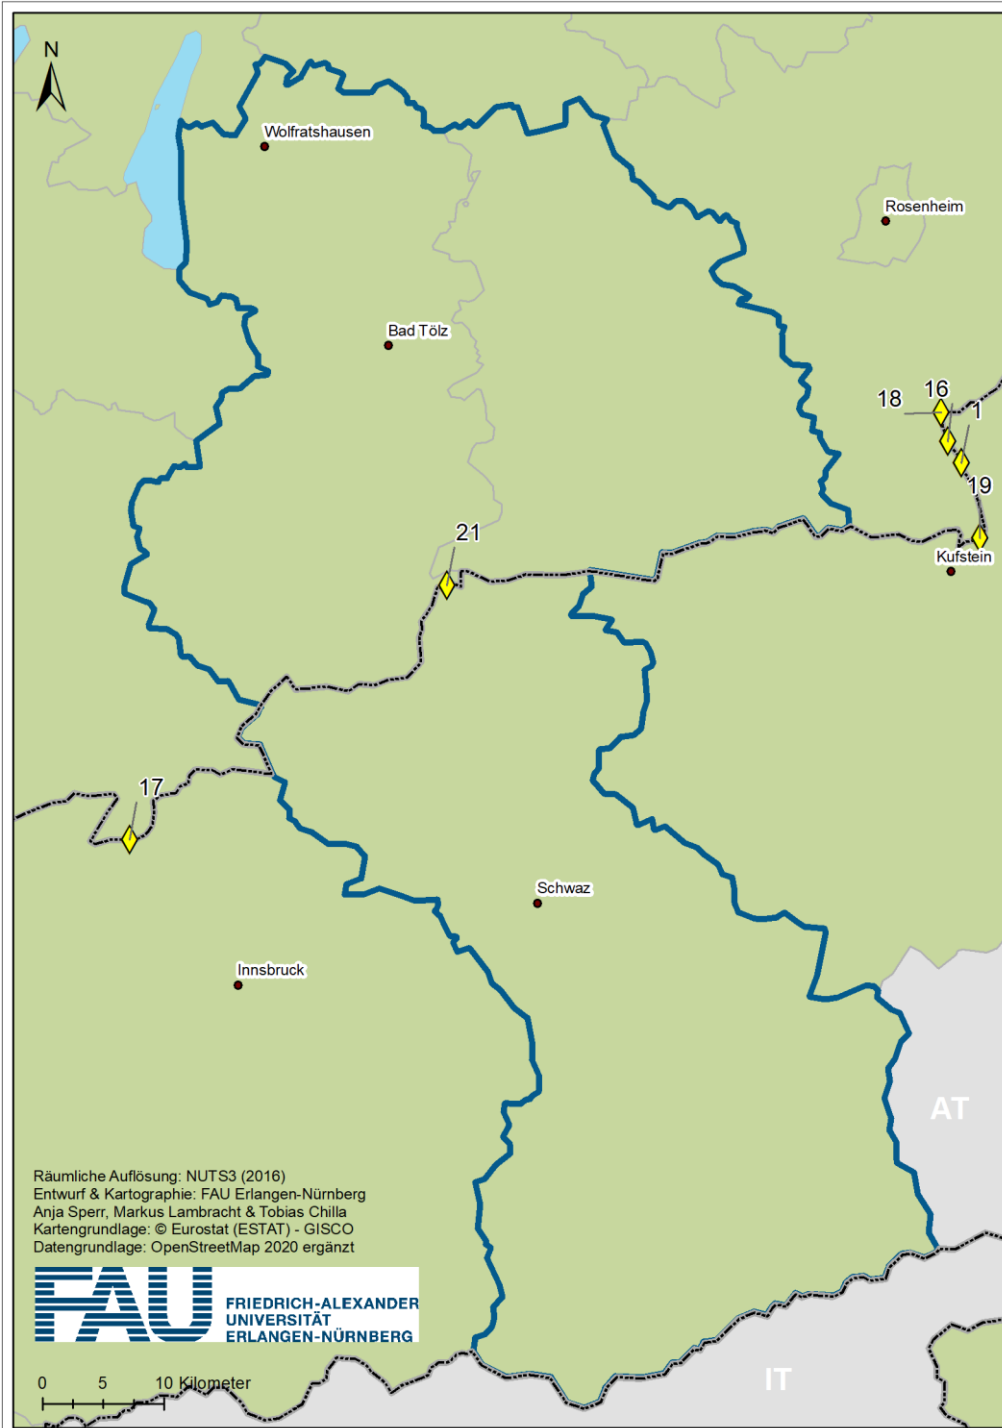 N
Wolfratshausen
Rosenheim
Bad Tölz
18
16
1
19
21
Kufstein
17
Schwaz
Innsbruck
AT
Räumliche Auflösung: NUTS3 (2016)
Entwurf & Kartographie: FAU Erlangen-Nürnberg
Anja Sperr, Markus Lambracht & Tobias Chilla
Kartengrundlage: © Eurostat (ESTAT) - GISCO
Datengrundlage: OpenStreetMap 2020 ergänzt
FAU
FRIEDRICH-ALEXANDER
UNIVERSITÄT
ERLANGEN-NÜRNBERG
0 5 10 Kilometer
IT